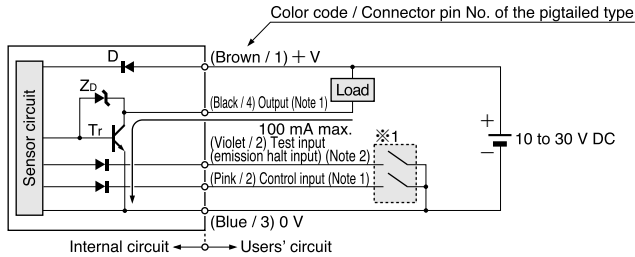 Color code / Connector pin No. of the pigtailed type
D
(Brown / 1) + V
ZD
Load
(Black / 4) Output (Note 1)
Tr
100 mA max.
※1
+
10 to 30 V DC
−
(Violet / 2) Test input
(emission halt input) (Note 2)
(Pink / 2) Control input (Note 1)
Sensor circuit
(Blue / 3) 0 V
Internal circuit
Users' circuit